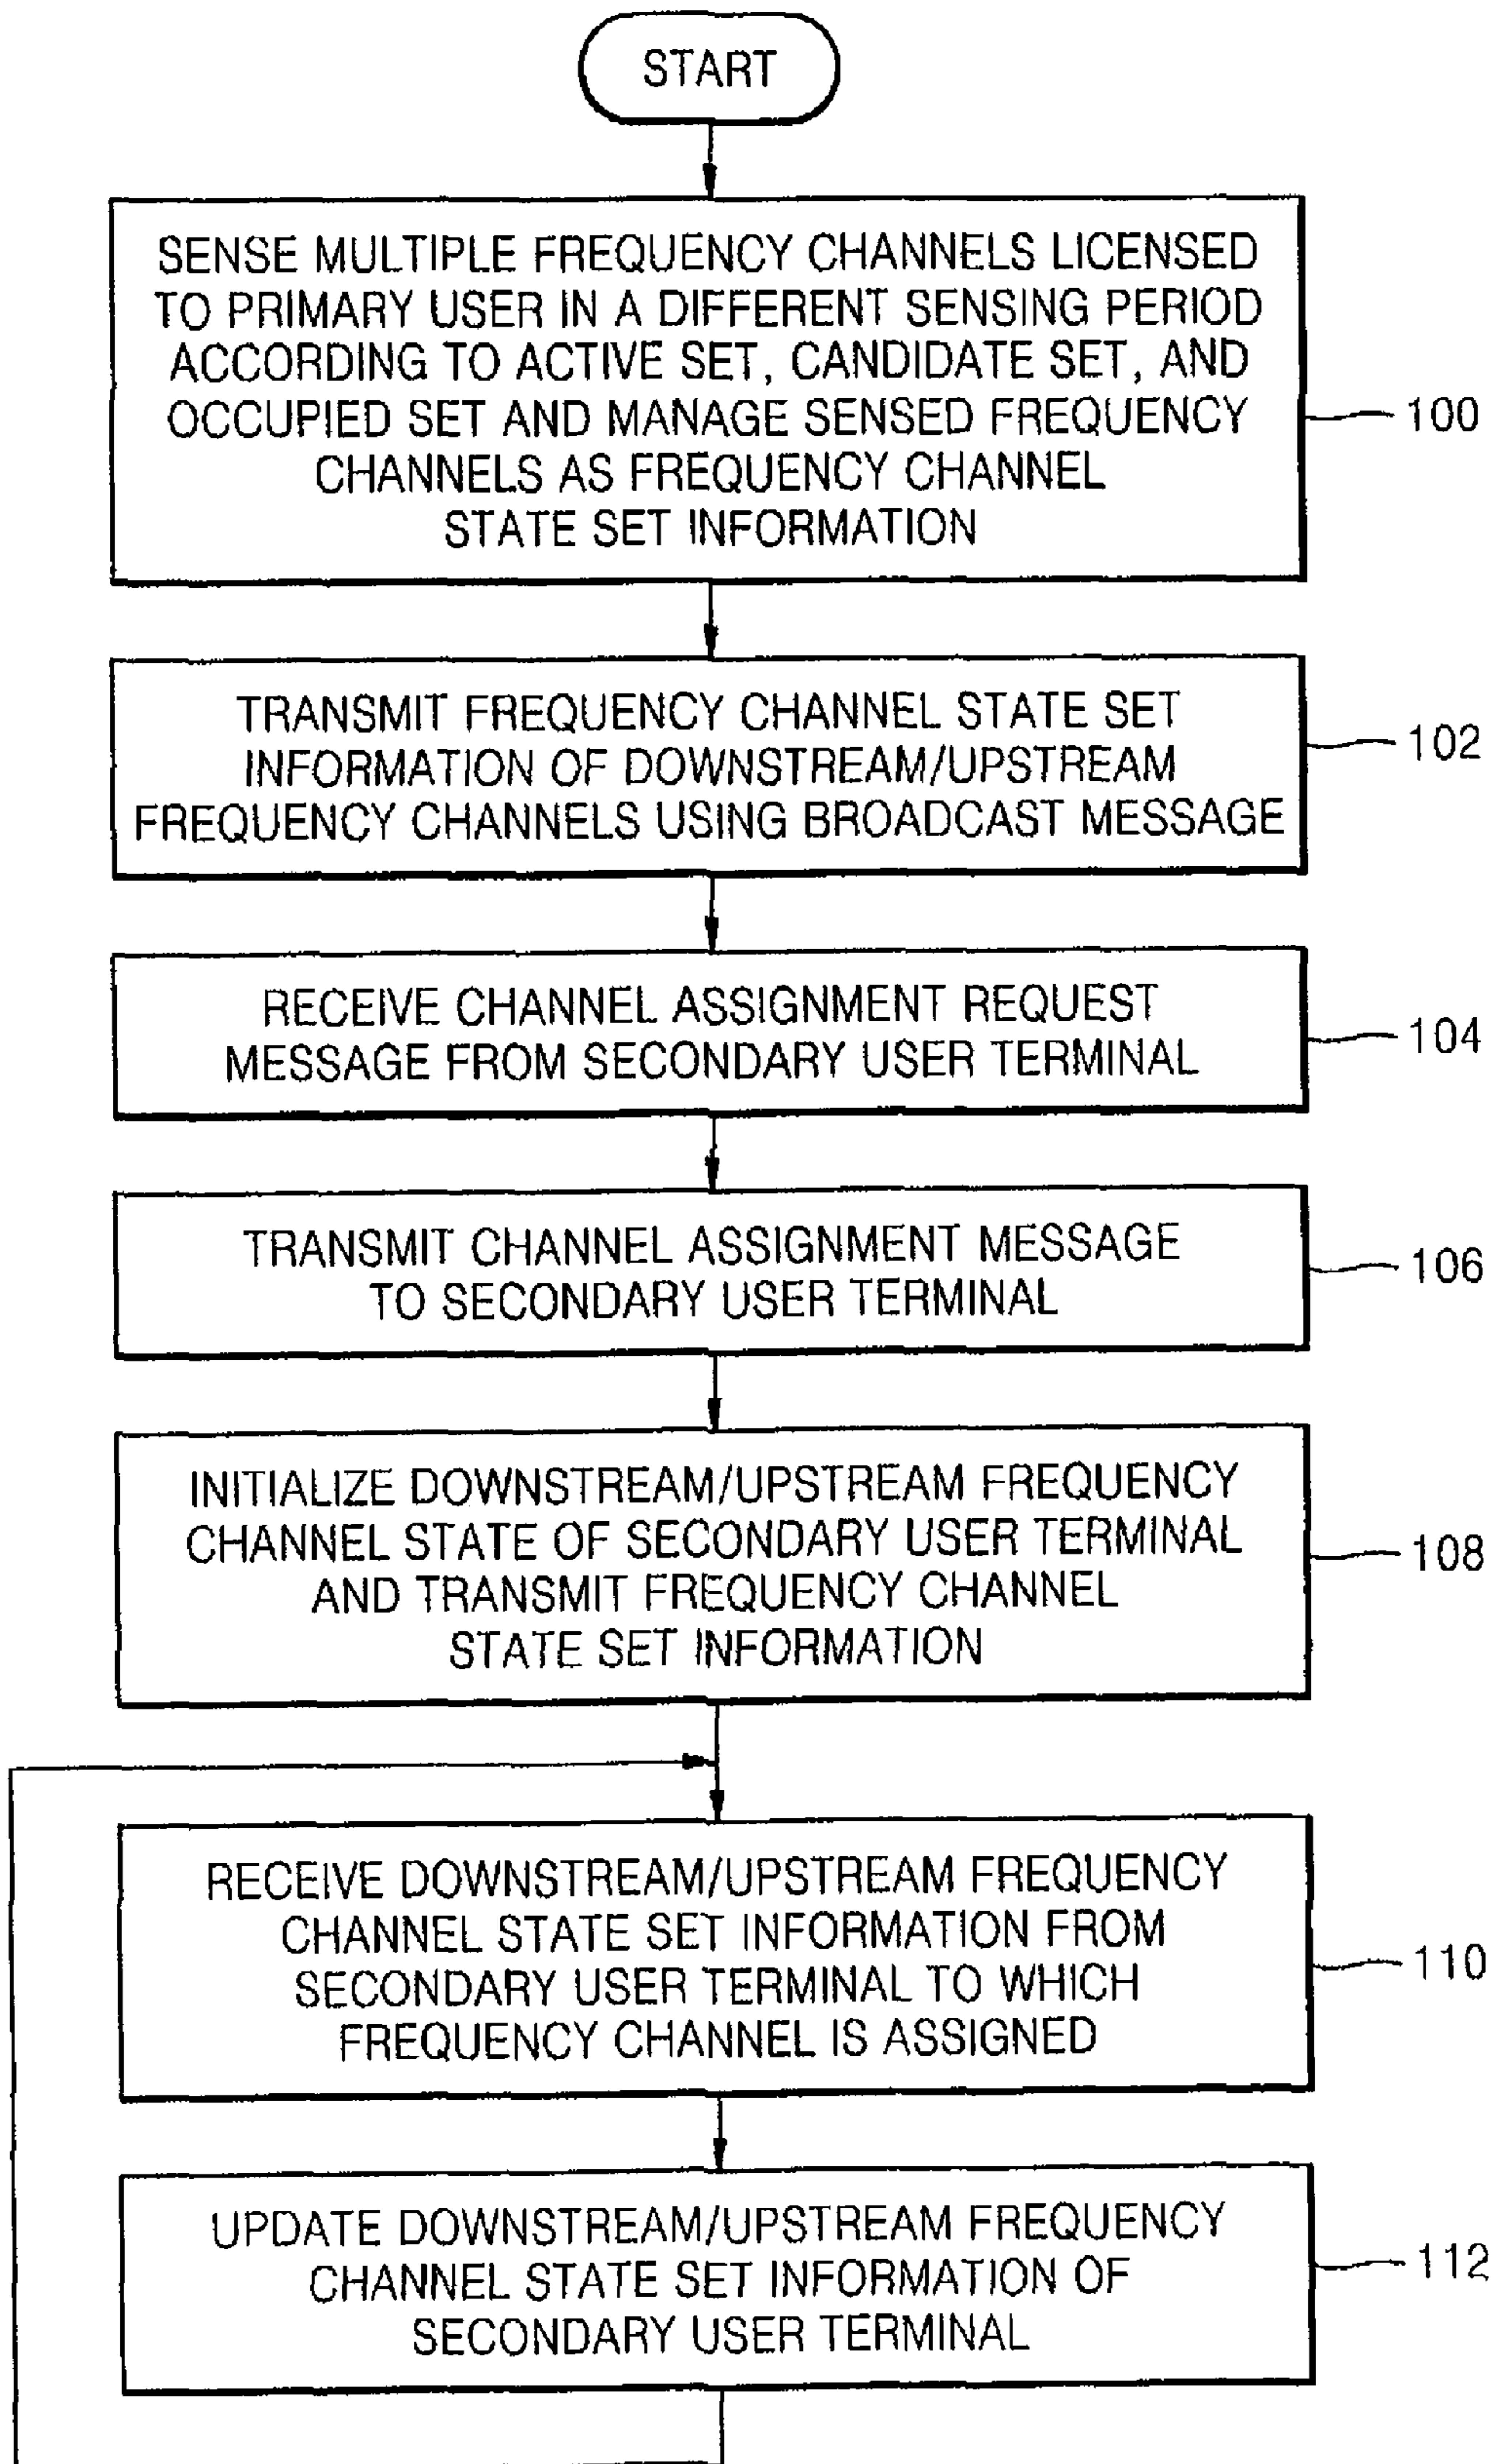 START
SENSE MULTIPLE FREQUENCY CHANNELS LICENSED
TO PRIMARY USER IN A DIFFERENT SENSING PERIOD
ACCORDING TO ACTIVE SET, CANDIDATE SET, AND
OCCUPIED SET AND MANAGE SENSED FREQUENCY
CHANNELS AS FREQUENCY CHANNEL
STATE SET INFORMATION
100
TRANSMIT FREQUENCY CHANNEL STATE SET
INFORMATION OF DOWNSTREAM/UPSTREAM
FREQUENCY CHANNELS USING BROADCAST MESSAGE
102
RECEIVE CHANNEL ASSIGNMENT REQUEST
MESSAGE FROM SECONDARY USER TERMINAL
104
TRANSMIT CHANNEL ASSIGNMENT MESSAGE
TO SECONDARY USER TERMINAL
106
INITIALIZE DOWNSTREAM/UPSTREAM FREQUENCY
CHANNEL STATE OF SECONDARY USER TERMINAL
AND TRANSMIT FREQUENCY CHANNEL
STATE SET INFORMATION
108
RECEIVE DOWNSTREAM/UPSTREAM FREQUENCY
CHANNEL STATE SET INFORMATION FROM
SECONDARY USER TERMINAL TO WHICH
FREQUENCY CHANNEL IS ASSIGNED
110
UPDATE DOWNSTREAM/UPSTREAM FREQUENCY
CHANNEL STATE SET INFORMATION OF
SECONDARY USER TERMINAL
112